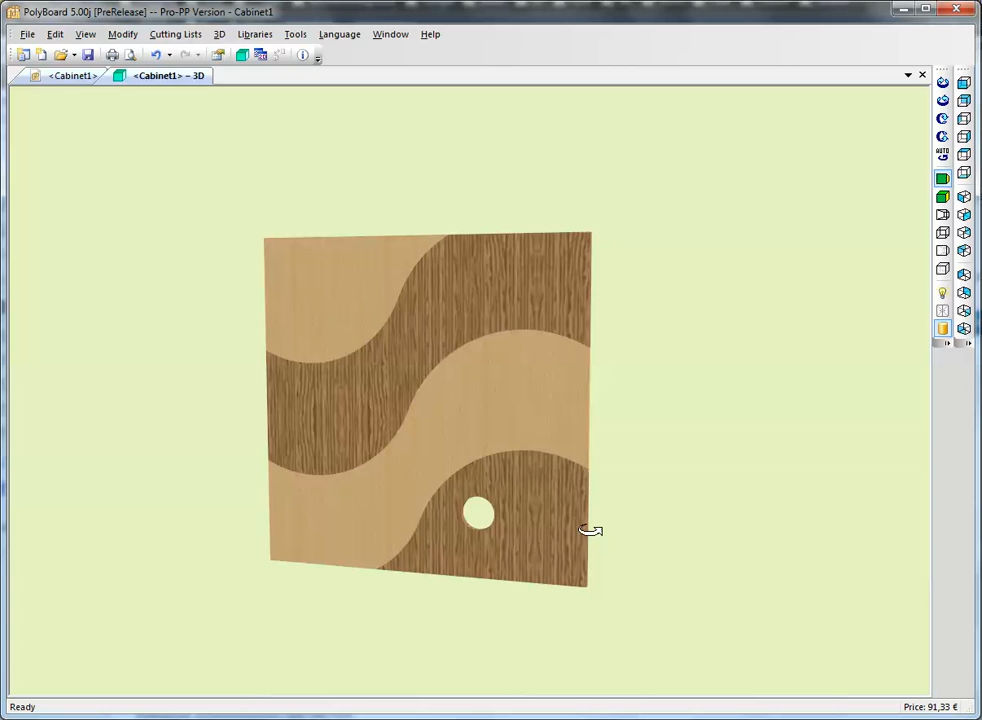 PolyBoard 5.00j [PreRelease] -- Pro-PP Version - Cabinet1
File Edit View Modify Cutting Lists 3D Libraries Tools Language Window Help
<Cabinet1> <Cabinet1> – 3D
AUTO
Ready Price: 91,33 €